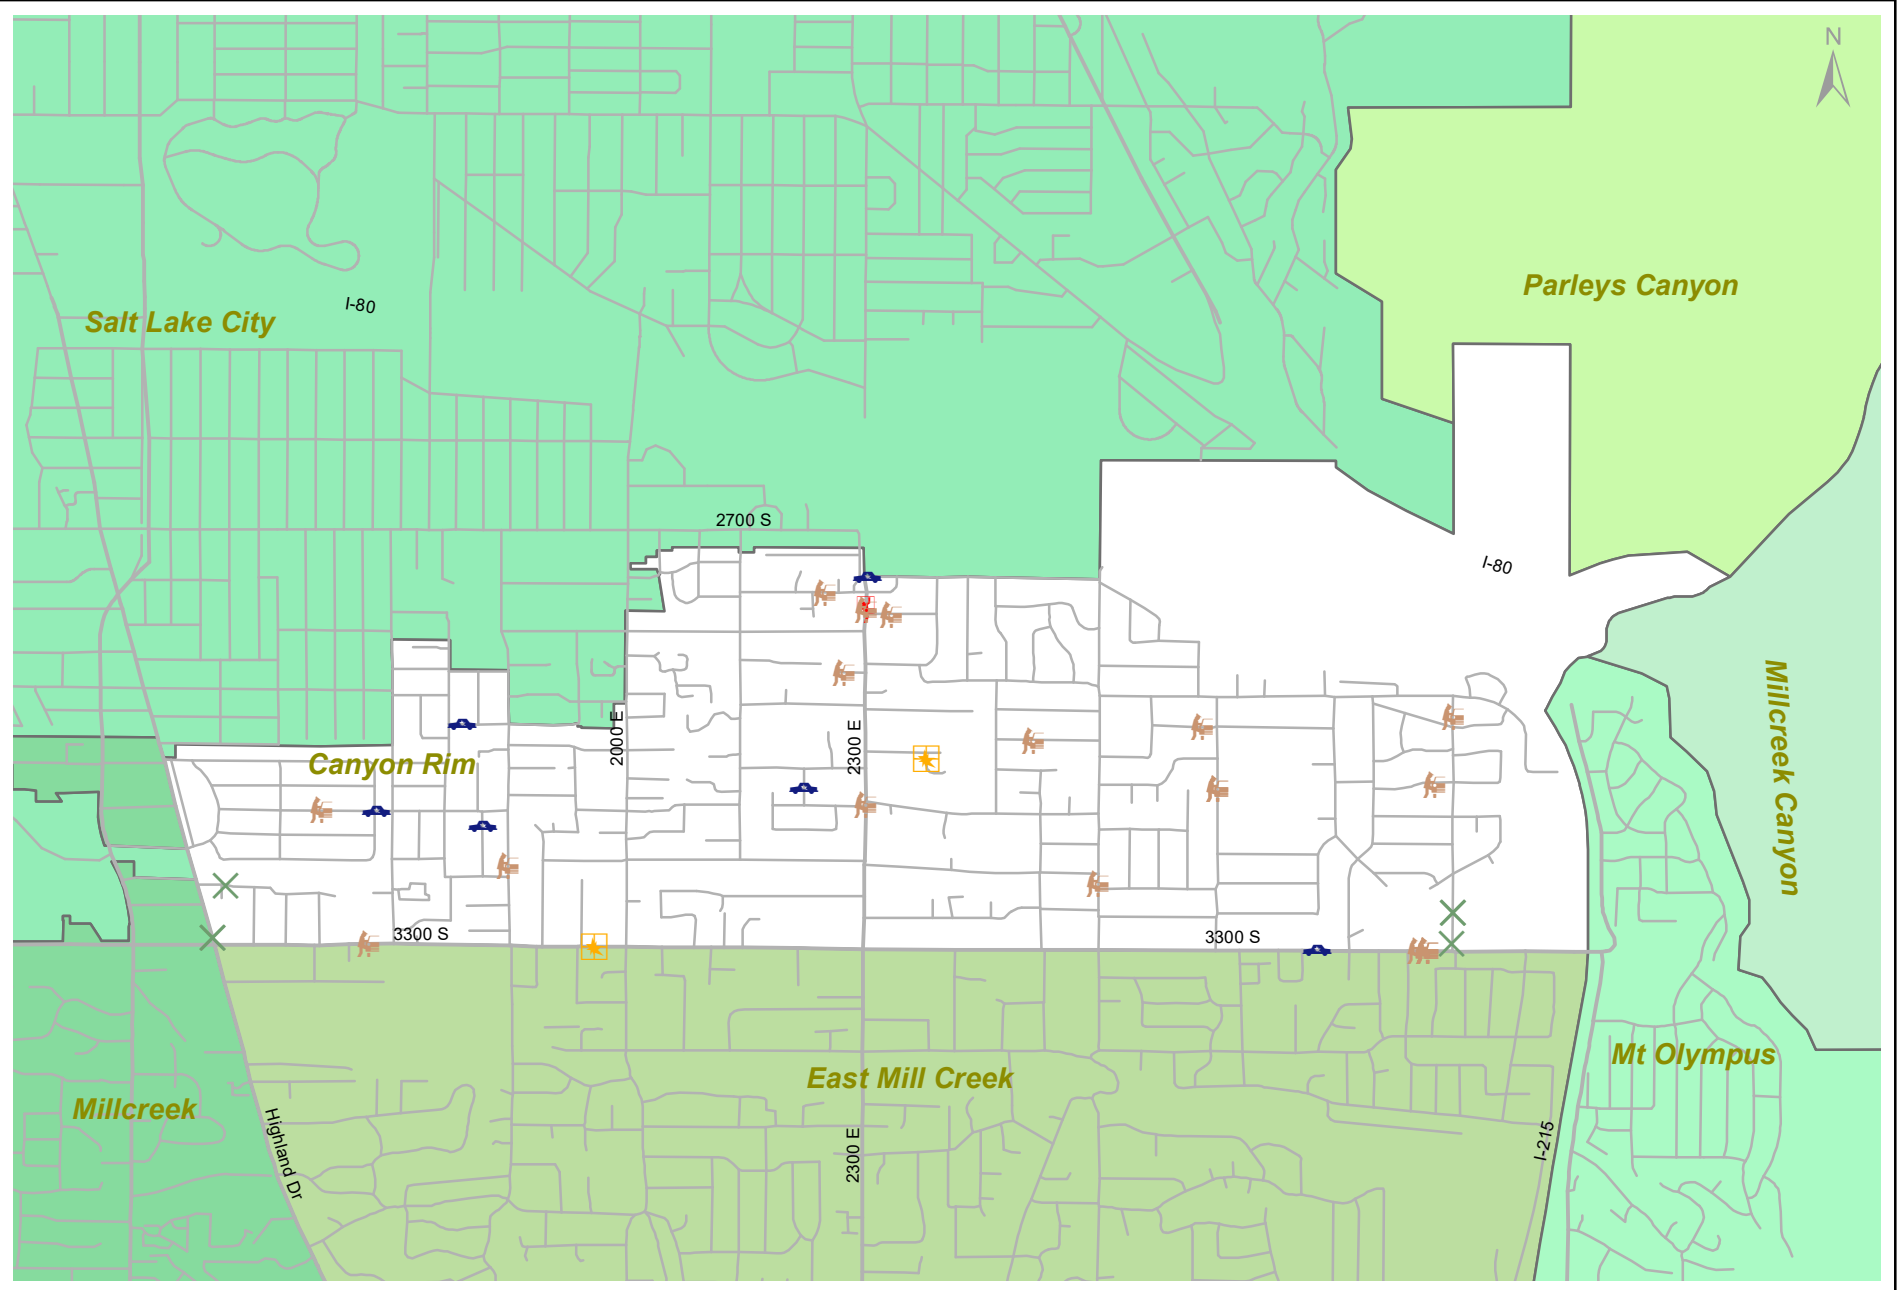 N
Parleys Canyon
I-80
Salt Lake City
2700 S
I-80
Millcreek Canyon
2000 E
2300 E
Canyon Rim
3300 S
3300 S
Mt Olympus
East Mill Creek
Millcreek
Highland Dr
2300 E
I-215